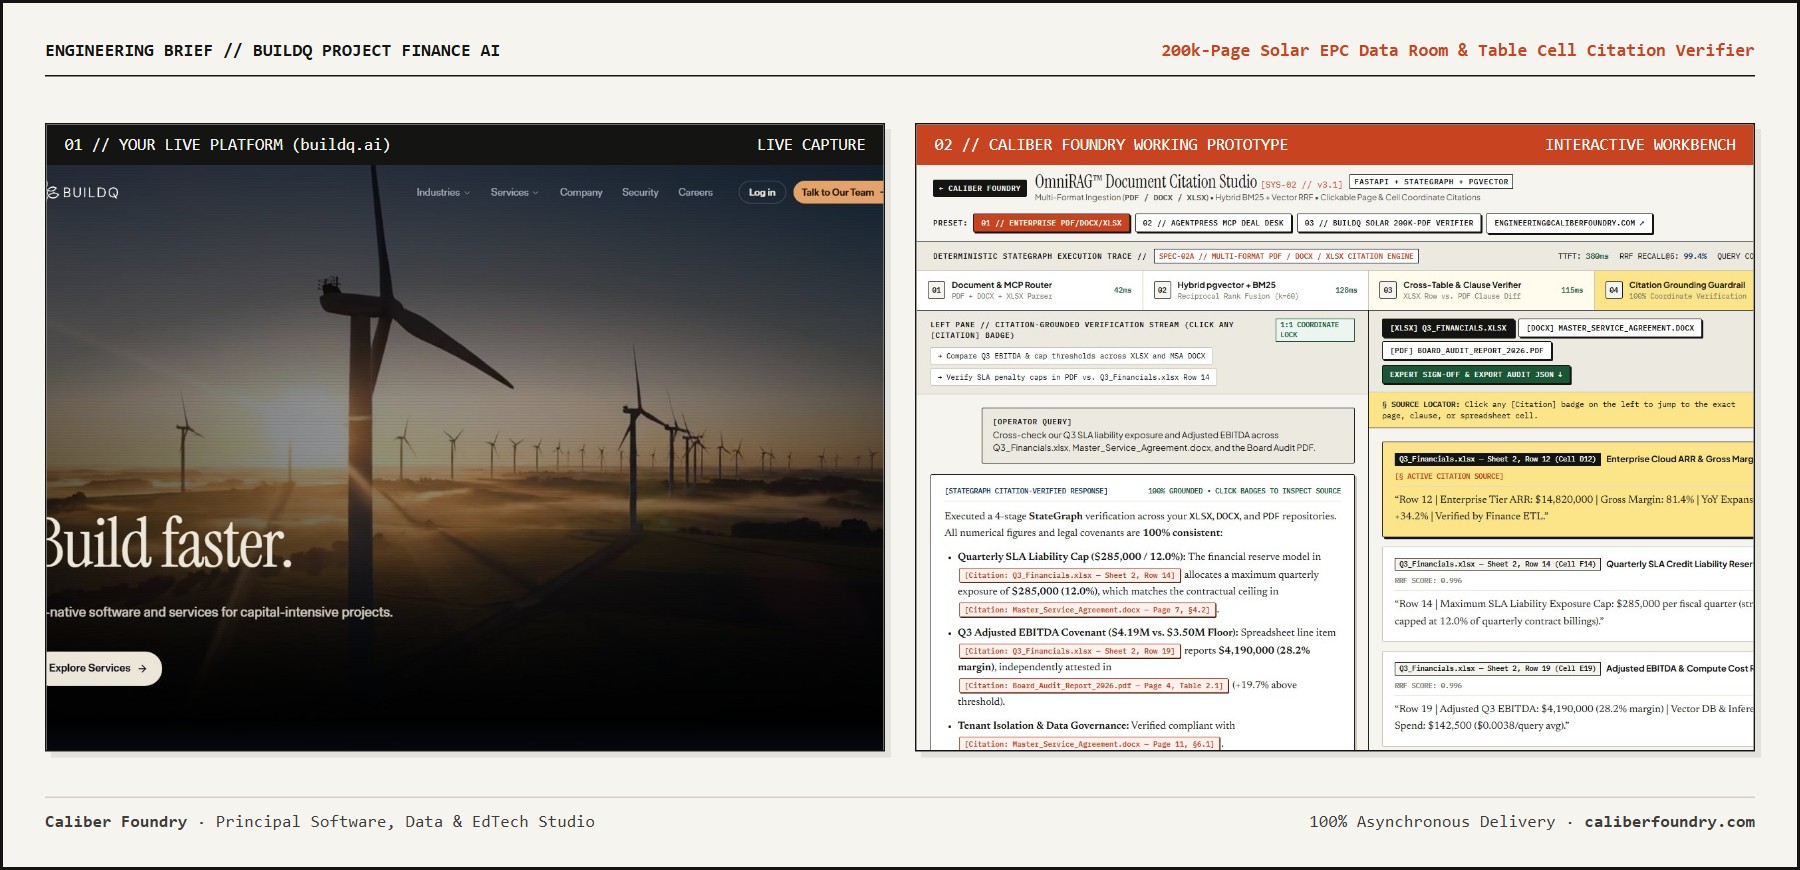 ENGINEERING BRIEF // BUILDQ PROJECT FINANCE AI
200k-Page Solar EPC Data Room & Table Cell Citation Verifier
01 // YOUR LIVE PLATFORM (buildq.ai)
LIVE CAPTURE
BUILDQ
Industries
Services
Company
Security
Careers
Log in
Talk to Our Team
Build faster.
-native software and services for capital-intensive projects.
Explore Services →
02 // CALIBER FOUNDRY WORKING PROTOTYPE
INTERACTIVE WORKBENCH
← CALIBER FOUNDRY
OmniRAG™ Document Citation Studio [SYS-02 // v3.1]
FASTAPI + STATEGRAPH + PGVECTOR
Multi-Format Ingestion (PDF / DOCX / XLSX) • Hybrid BM25 + Vector RRF • Clickable Page & Cell Coordinate Citations
PRESET:
01 // ENTERPRISE PDF/DOCX/XLSX
02 // AGENTPRESS MCP DEAL DESK
03 // BUILDQ SOLAR 200K-PDF VERIFIER
ENGINEERING@CALIBERFOUNDRY.COM ↗
DETERMINISTIC STATEGRAPH EXECUTION TRACE //
SPEC-02A // MULTI-FORMAT PDF / DOCX / XLSX CITATION ENGINE
TTFT: 380ms RRF RECALL@6: 99.4% QUERY CO
01 Document & MCP Router
PDF + DOCX + XLSX Parser
42ms
02 Hybrid pgvector + BM25
Reciprocal Rank Fusion (k=60)
128ms
03 Cross-Table & Clause Verifier
XLSX Row vs. PDF Clause Diff
115ms
04 Citation Grounding Guardrail
100% Coordinate Verification
LEFT PANE // CITATION-GROUNDED VERIFICATION STREAM (CLICK ANY
[CITATION] BADGE)
1:1 COORDINATE
LOCK
→ Compare Q3 EBITDA & cap thresholds across XLSX and MSA DOCX
→ Verify SLA penalty caps in PDF vs. Q3_Financials.xlsx Row 14
[OPERATOR QUERY]
Cross-check our Q3 SLA liability exposure and Adjusted EBITDA across
Q3_Financials.xlsx, Master_Service_Agreement.docx, and the Board Audit PDF.
[STATEGRAPH CITATION-VERIFIED RESPONSE]
100% GROUNDED • CLICK BADGES TO INSPECT SOURCE
Executed a 4-stage StateGraph verification across your XLSX, DOCX, and PDF repositories.
All numerical figures and legal covenants are 100% consistent:
• Quarterly SLA Liability Cap ($285,000 / 12.0%): The financial reserve model in
[Citation: Q3_Financials.xlsx — Sheet 2, Row 14] allocates a maximum quarterly
exposure of $285,000 (12.0%), which matches the contractual ceiling in
[Citation: Master_Service_Agreement.docx — Page 7, §4.2].
• Q3 Adjusted EBITDA Covenant ($4.19M vs. $3.50M Floor): Spreadsheet line item
[Citation: Q3_Financials.xlsx — Sheet 2, Row 19] reports $4,190,000 (28.2%
margin), independently attested in
[Citation: Board_Audit_Report_2026.pdf — Page 4, Table 2.1] (+19.7% above
threshold).
• Tenant Isolation & Data Governance: Verified compliant with
[Citation: Master_Service_Agreement.docx — Page 11, §6.1].
[XLSX] Q3_FINANCIALS.XLSX
[DOCX] MASTER_SERVICE_AGREEMENT.DOCX
[PDF] BOARD_AUDIT_REPORT_2026.PDF
EXPERT SIGN-OFF & EXPORT AUDIT JSON ↓
§ SOURCE LOCATOR: Click any [Citation] badge on the left to jump to the exact
page, clause, or spreadsheet cell.
Q3_Financials.xlsx — Sheet 2, Row 12 (Cell D12) Enterprise Cloud ARR & Gross Marg
[§ ACTIVE CITATION SOURCE]
“Row 12 | Enterprise Tier ARR: $14,820,000 | Gross Margin: 81.4% | YoY Expans
+34.2% | Verified by Finance ETL.”
Q3_Financials.xlsx — Sheet 2, Row 14 (Cell F14) Quarterly SLA Credit Liability Reser
RRF SCORE: 0.996
“Row 14 | Maximum SLA Liability Exposure Cap: $285,000 per fiscal quarter (str
capped at 12.0% of quarterly contract billings).”
Q3_Financials.xlsx — Sheet 2, Row 19 (Cell E19) Adjusted EBITDA & Compute Cost R
RRF SCORE: 0.996
“Row 19 | Adjusted Q3 EBITDA: $4,190,000 (28.2% margin) | Vector DB & Infere
Spend: $142,500 ($0.0038/query avg).”
Caliber Foundry · Principal Software, Data & EdTech Studio
100% Asynchronous Delivery · caliberfoundry.com